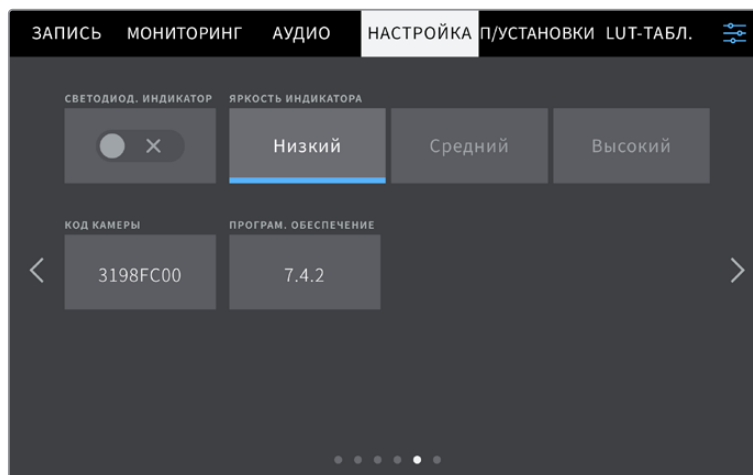 ЗАПИСЬ МОНИТОРИНГ АУДИО НАСТРОЙКА П/УСТАНОВКИ LUT-ТАБЛ.
СВЕТОДИОД. ИНДИКАТОР ЯРКОСТЬ ИНДИКАТОРА
Низкий Средний Высокий
КОД КАМЕРЫ ПРОГРАМ. ОБЕСПЕЧЕНИЕ
3198FC00 7.4.2